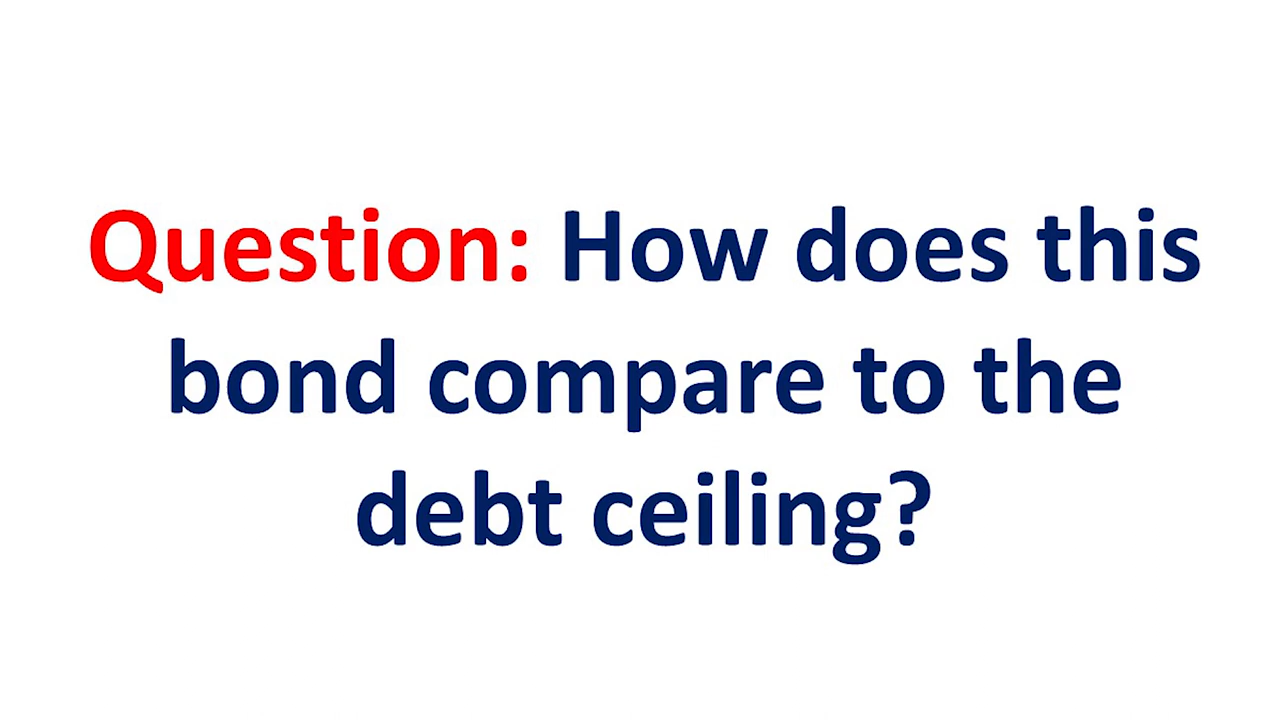 Question: How does this
bond compare to the
debt ceiling?